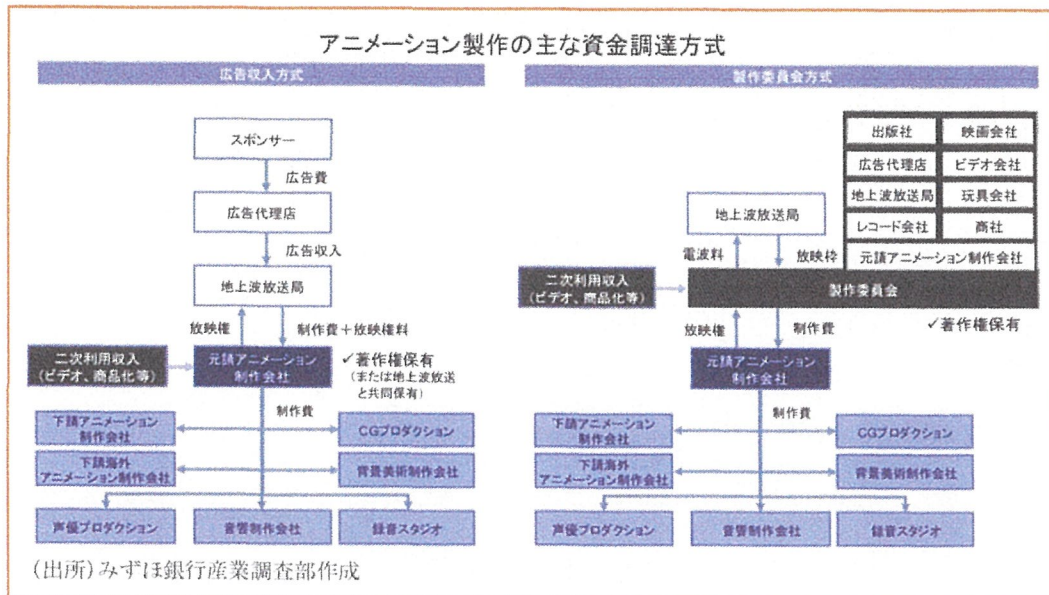 アニメーション製作の主な資金調達方式
広告収入方式
スポンサー
広告費
広告代理店
広告収入
地上波放送局
放映権
制作費＋放映権料
二次利用収入
(ビデオ、商品化等)
元請アニメーション
制作会社
✓著作権保有
(または地上波放送
と共同保有)
制作費
下請アニメーション
制作会社
CGプロダクション
下請海外
アニメーション制作会社
背景美術制作会社
声優プロダクション
音響制作会社
録音スタジオ
製作委員会方式
出版社
映画会社
広告代理店
ビデオ会社
地上波放送局
玩具会社
レコード会社
商社
元請アニメーション制作会社
地上波放送局
電波料
放映枠
二次利用収入
(ビデオ、商品化等)
製作委員会
✓著作権保有
放映権
制作費
元請アニメーション
制作会社
制作費
下請アニメーション
制作会社
CGプロダクション
下請海外
アニメーション制作会社
背景美術制作会社
声優プロダクション
音響制作会社
録音スタジオ
(出所)みずほ銀行産業調査部作成